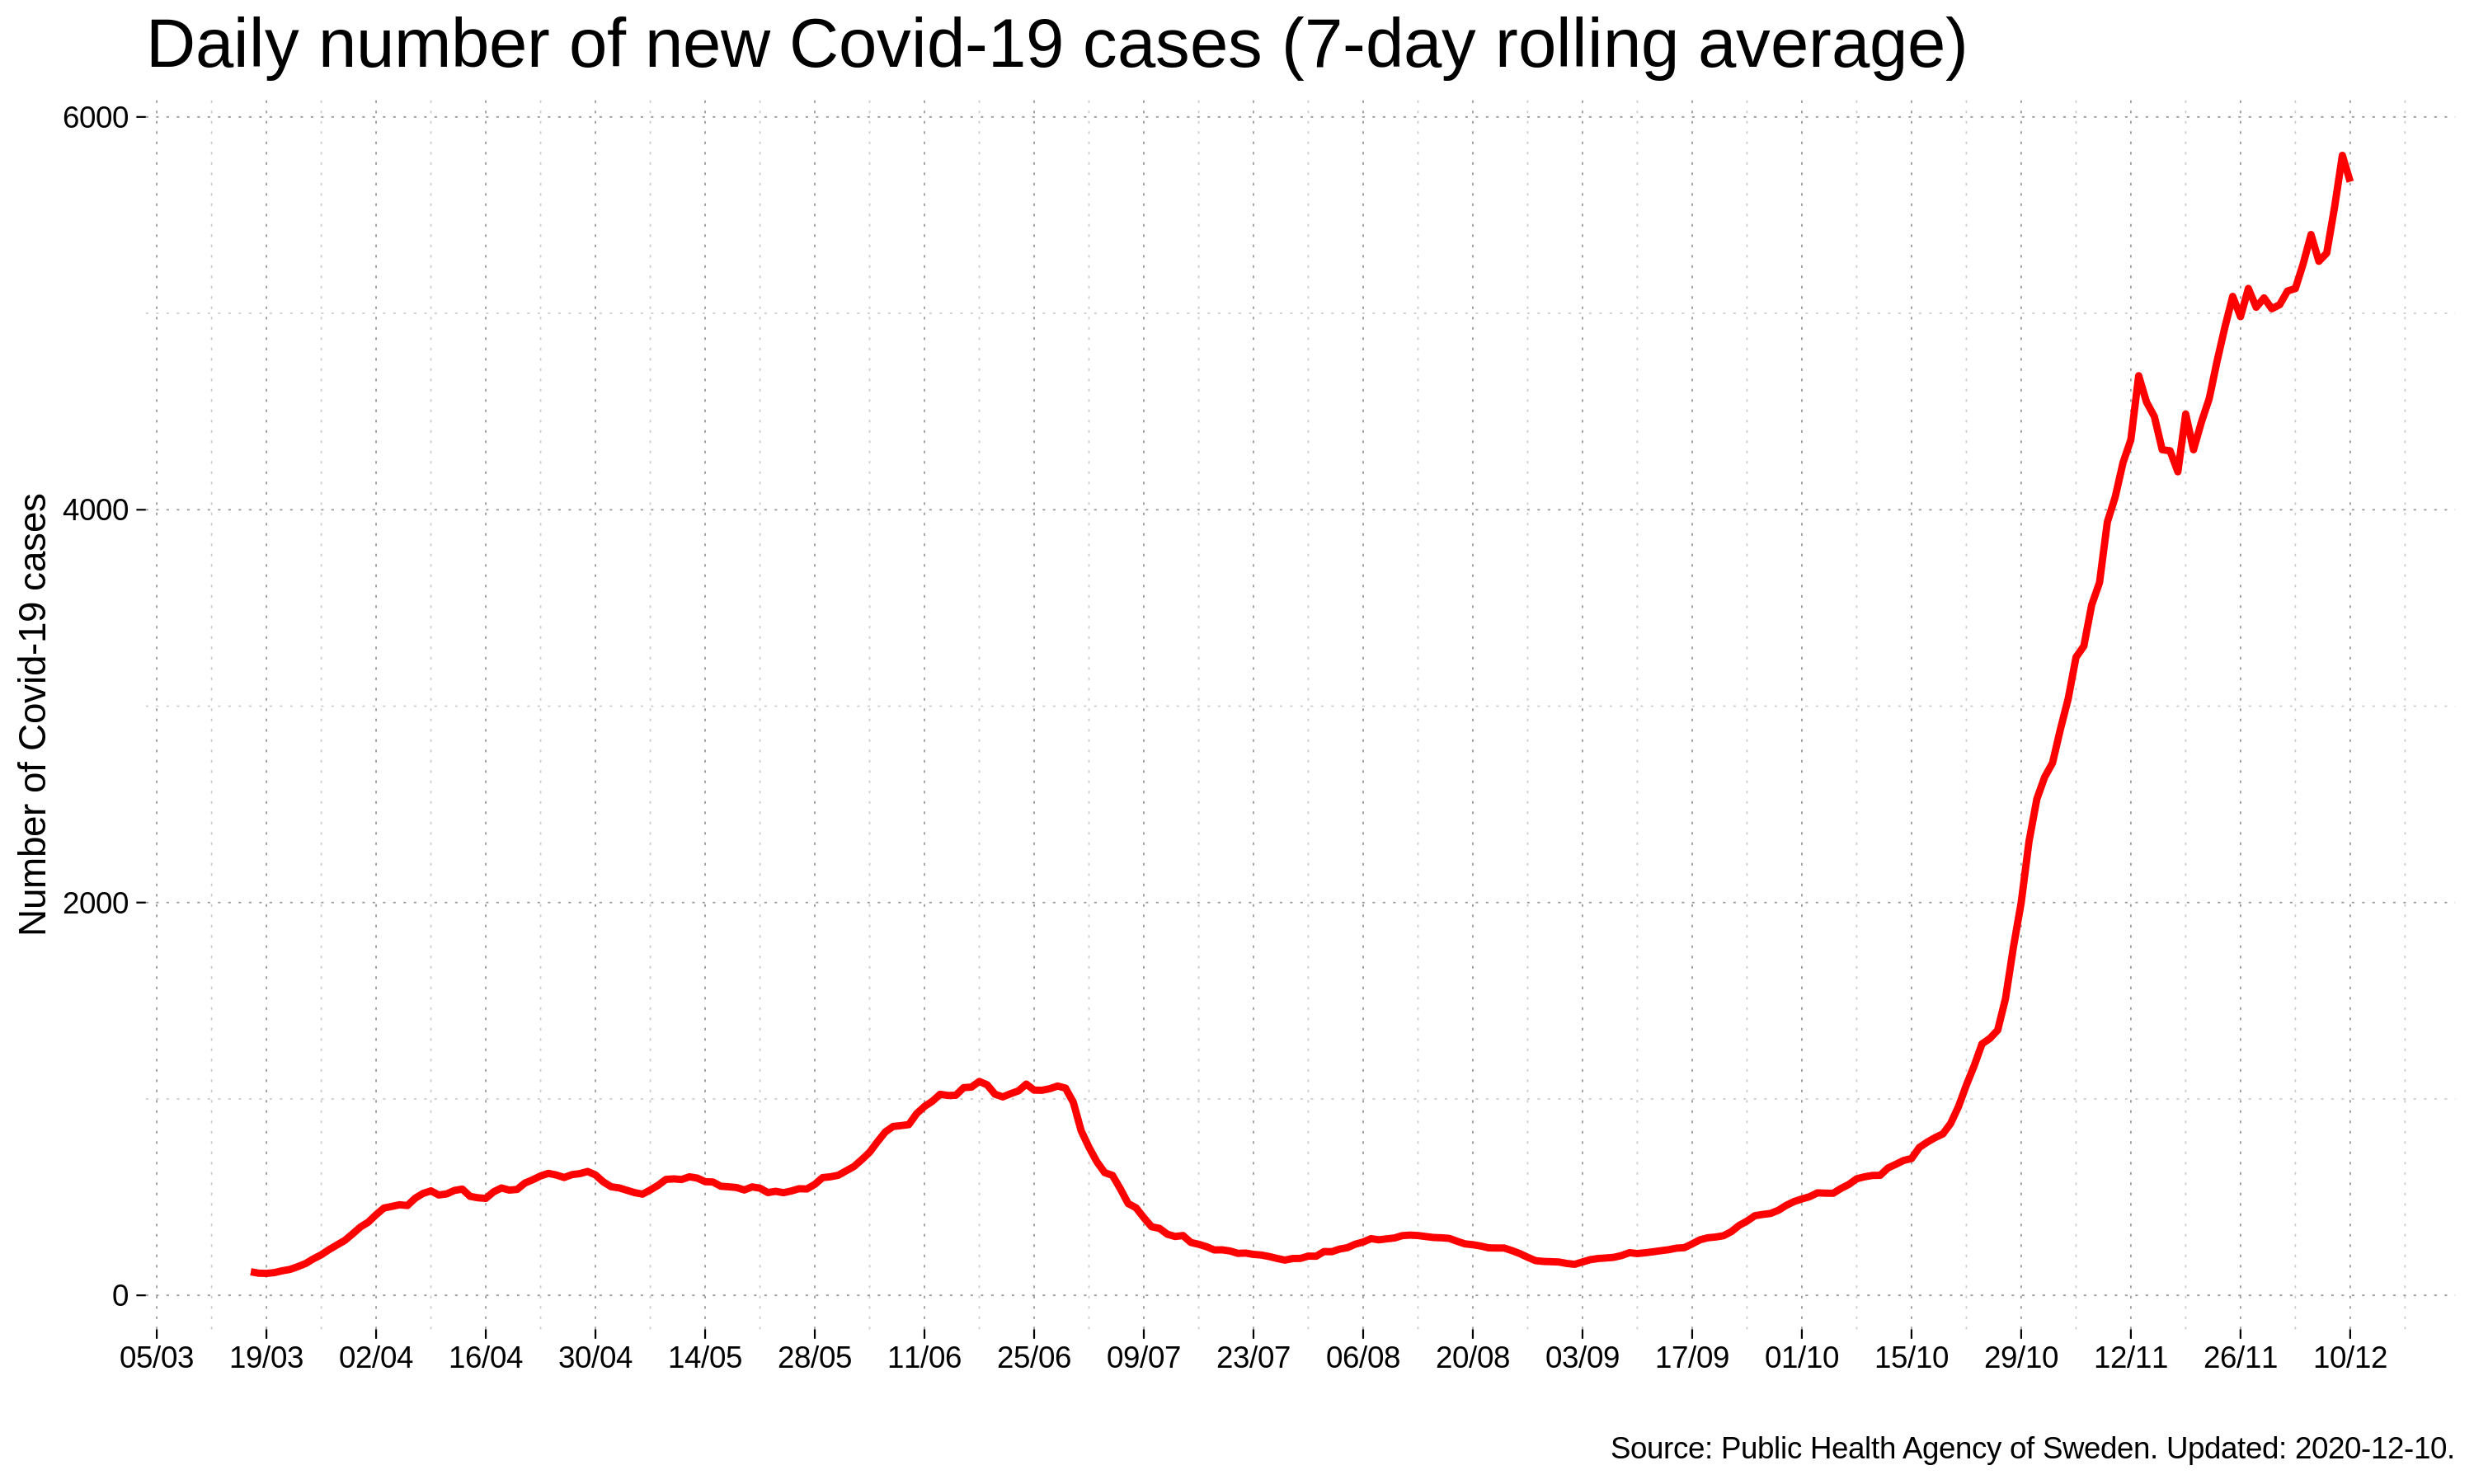 Daily number of new Covid-19 cases (7-day rolling average)
Number of Covid-19 cases
6000
4000
2000
0
05/03 19/03 02/04 16/04 30/04 14/05 28/05 11/06 25/06 09/07 23/07 06/08 20/08 03/09 17/09 01/10 15/10 29/10 12/11 26/11 10/12
Source: Public Health Agency of Sweden. Updated: 2020-12-10.